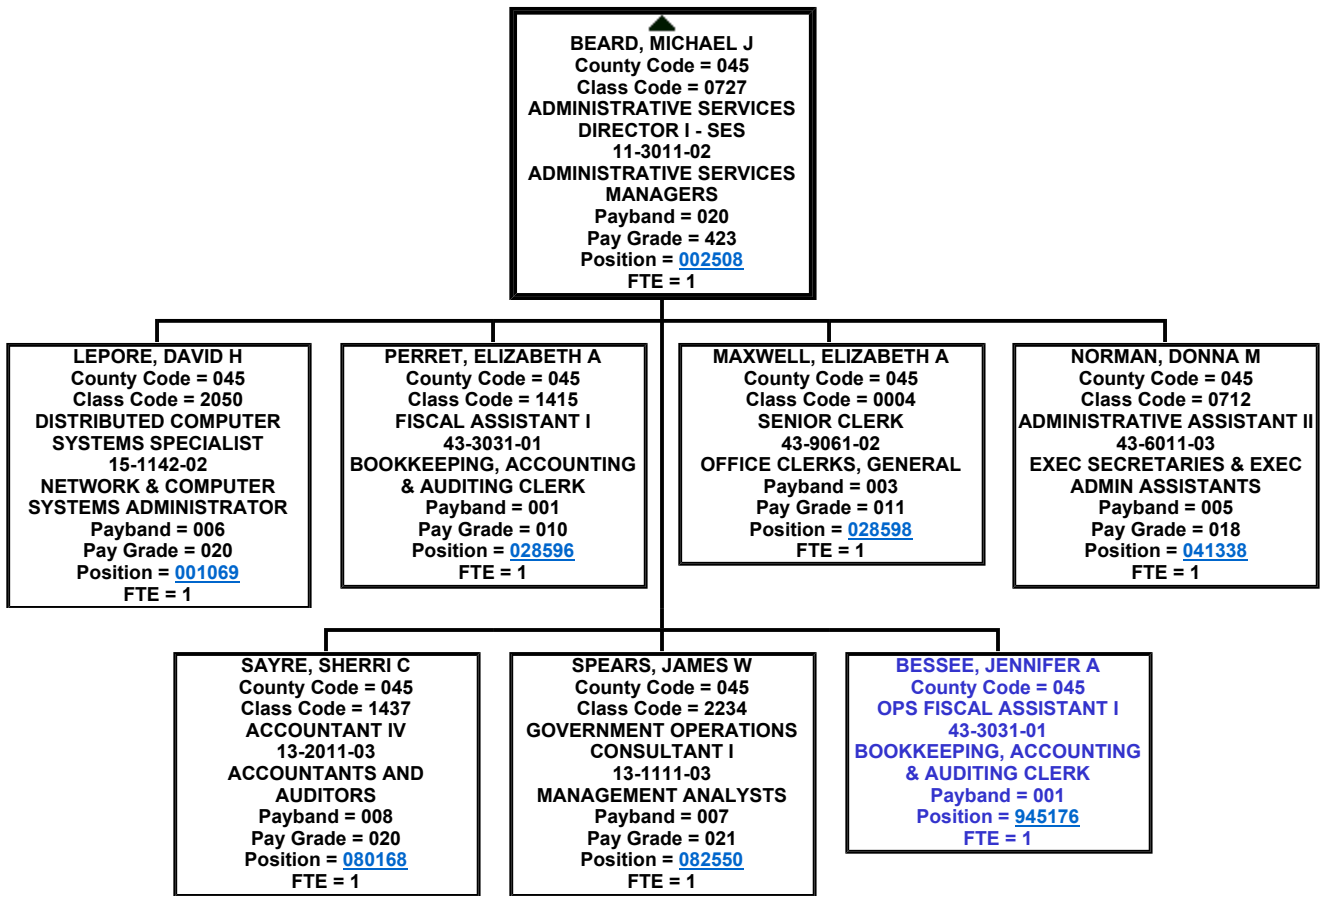 BEARD, MICHAEL J
County Code = 045
Class Code = 0727
ADMINISTRATIVE SERVICES
DIRECTOR I - SES
11-3011-02
ADMINISTRATIVE SERVICES
MANAGERS
Payband = 020
Pay Grade = 423
Position = 002508
FTE = 1
LEPORE, DAVID H
County Code = 045
Class Code = 2050
DISTRIBUTED COMPUTER
SYSTEMS SPECIALIST
15-1142-02
NETWORK & COMPUTER
SYSTEMS ADMINISTRATOR
Payband = 006
Pay Grade = 020
Position = 001069
FTE = 1
PERRET, ELIZABETH A
County Code = 045
Class Code = 1415
FISCAL ASSISTANT I
43-3031-01
BOOKKEEPING, ACCOUNTING
& AUDITING CLERK
Payband = 001
Pay Grade = 010
Position = 028596
FTE = 1
MAXWELL, ELIZABETH A
County Code = 045
Class Code = 0004
SENIOR CLERK
43-9061-02
OFFICE CLERKS, GENERAL
Payband = 003
Pay Grade = 011
Position = 028598
FTE = 1
NORMAN, DONNA M
County Code = 045
Class Code = 0712
ADMINISTRATIVE ASSISTANT II
43-6011-03
EXEC SECRETARIES & EXEC
ADMIN ASSISTANTS
Payband = 005
Pay Grade = 018
Position = 041338
FTE = 1
SAYRE, SHERRI C
County Code = 045
Class Code = 1437
ACCOUNTANT IV
13-2011-03
ACCOUNTANTS AND
AUDITORS
Payband = 008
Pay Grade = 020
Position = 080168
FTE = 1
SPEARS, JAMES W
County Code = 045
Class Code = 2234
GOVERNMENT OPERATIONS
CONSULTANT I
13-1111-03
MANAGEMENT ANALYSTS
Payband = 007
Pay Grade = 021
Position = 082550
FTE = 1
BESSEE, JENNIFER A
County Code = 045
OPS FISCAL ASSISTANT I
43-3031-01
BOOKKEEPING, ACCOUNTING
& AUDITING CLERK
Payband = 001
Position = 945176
FTE = 1